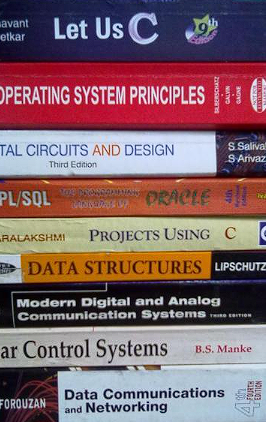 avant
etkar
Let Us C
9th
OPERATING SYSTEM PRINCIPLES
SILBERSCHATZ
GALVIN
GAGNE
TAL CIRCUITS AND DESIGN
Third Edition
S.Saliva
S.Arivaz
PL/SQL
THE PROGRAMMING
LANGUAGE OF
ORACLE
4th
ARALAKSHMI
PROJECTS USING C
DATA STRUCTURES
LIPSCHUTZ
Modern Digital and Analog
Communication Systems THIRD EDITION
ar Control Systems
B.S. Manke
FOROUZAN
Data Communications
and Networking
4th
FOURTH
EDITION